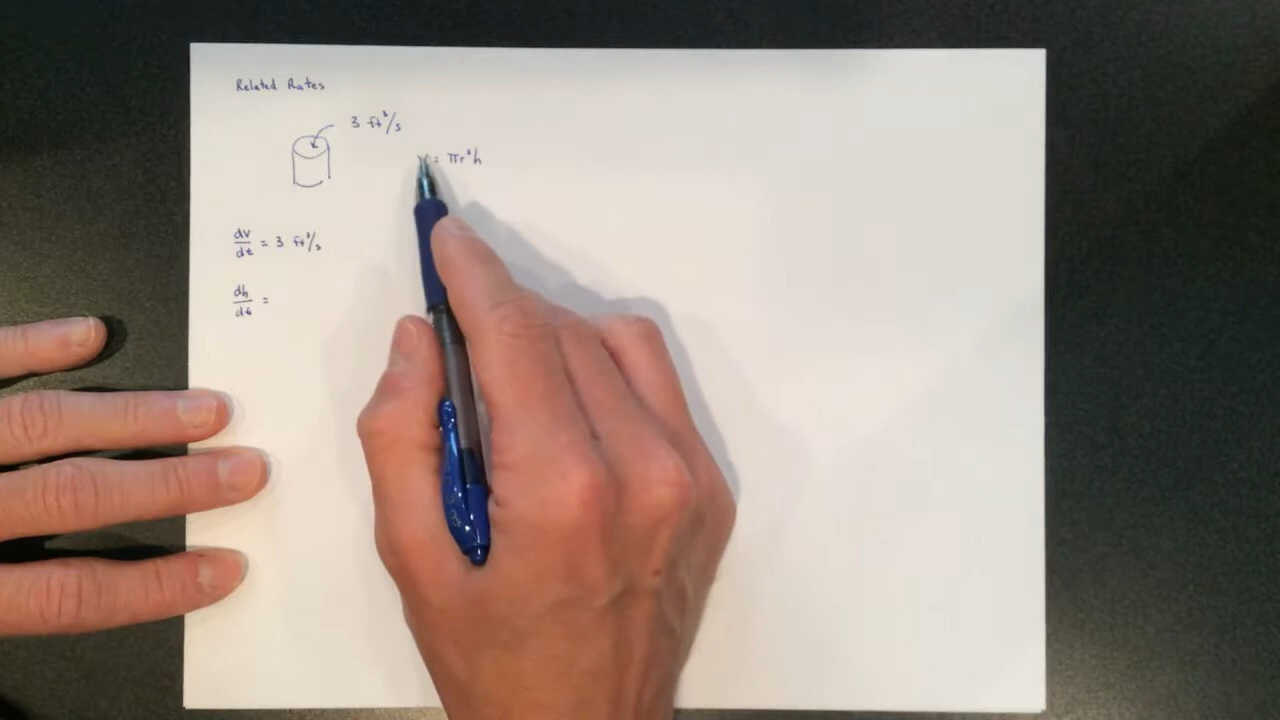 Related Rates
3 ft³/s
V = πr²h
dv/dt = 3 ft³/s
dh/dt =